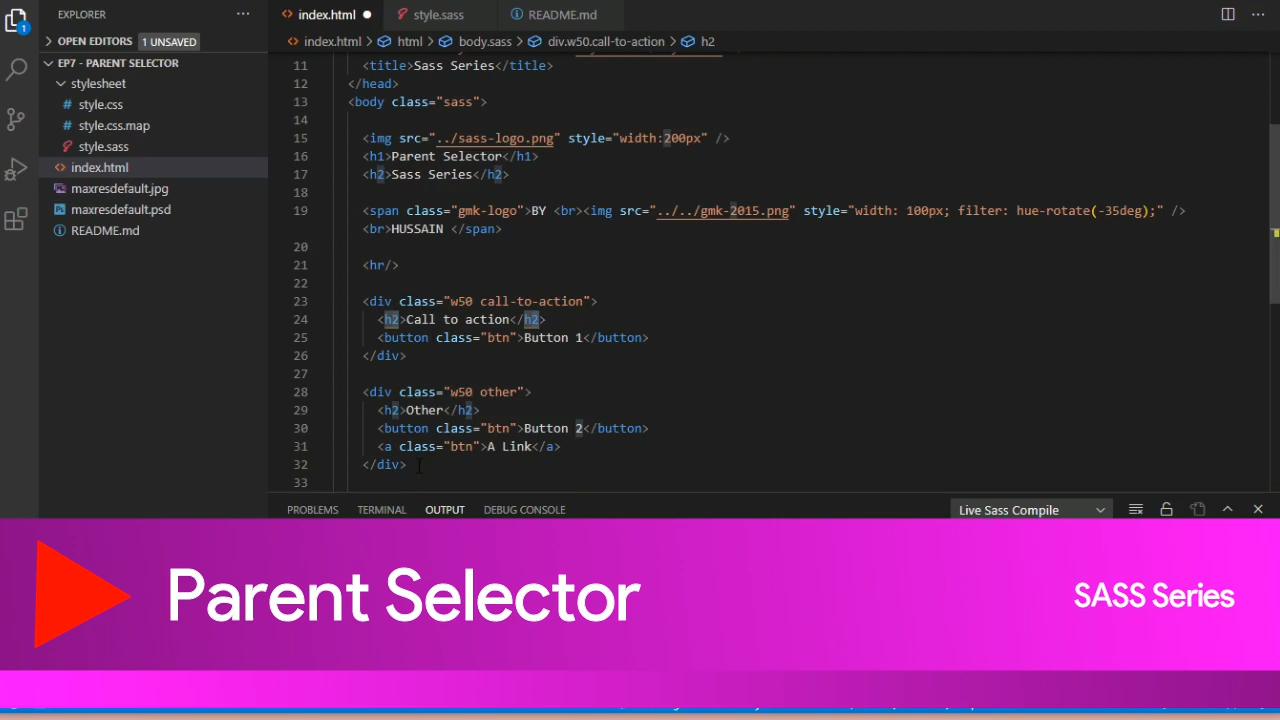 EXPLORER
index.html
style.sass
README.md
OPEN EDITORS 1 UNSAVED
index.html > html > body.sass > div.w50.call-to-action > h2
EP7 - PARENT SELECTOR
stylesheet
style.css
style.css.map
style.sass
index.html
maxresdefault.jpg
maxresdefault.psd
README.md
1
11 <title>Sass Series</title>
12 </head>
13 <body class="sass">
14
15 <img src="../sass-logo.png" style="width:200px" />
16 <h1>Parent Selector</h1>
17 <h2>Sass Series</h2>
18
19 <span class="gmk-logo">BY <br><img src="../../gmk-2015.png" style="width: 100px; filter: hue-rotate(-35deg);" />
<br>HUSSAIN </span>
20
21 <hr/>
22
23 <div class="w50 call-to-action">
24 <h2>Call to action</h2>
25 <button class="btn">Button 1</button>
26 </div>
27
28 <div class="w50 other">
29 <h2>Other</h2>
30 <button class="btn">Button 2</button>
31 <a class="btn">A Link</a>
32 </div>
33
PROBLEMS TERMINAL OUTPUT DEBUG CONSOLE Live Sass Compile
Parent Selector
SASS Series